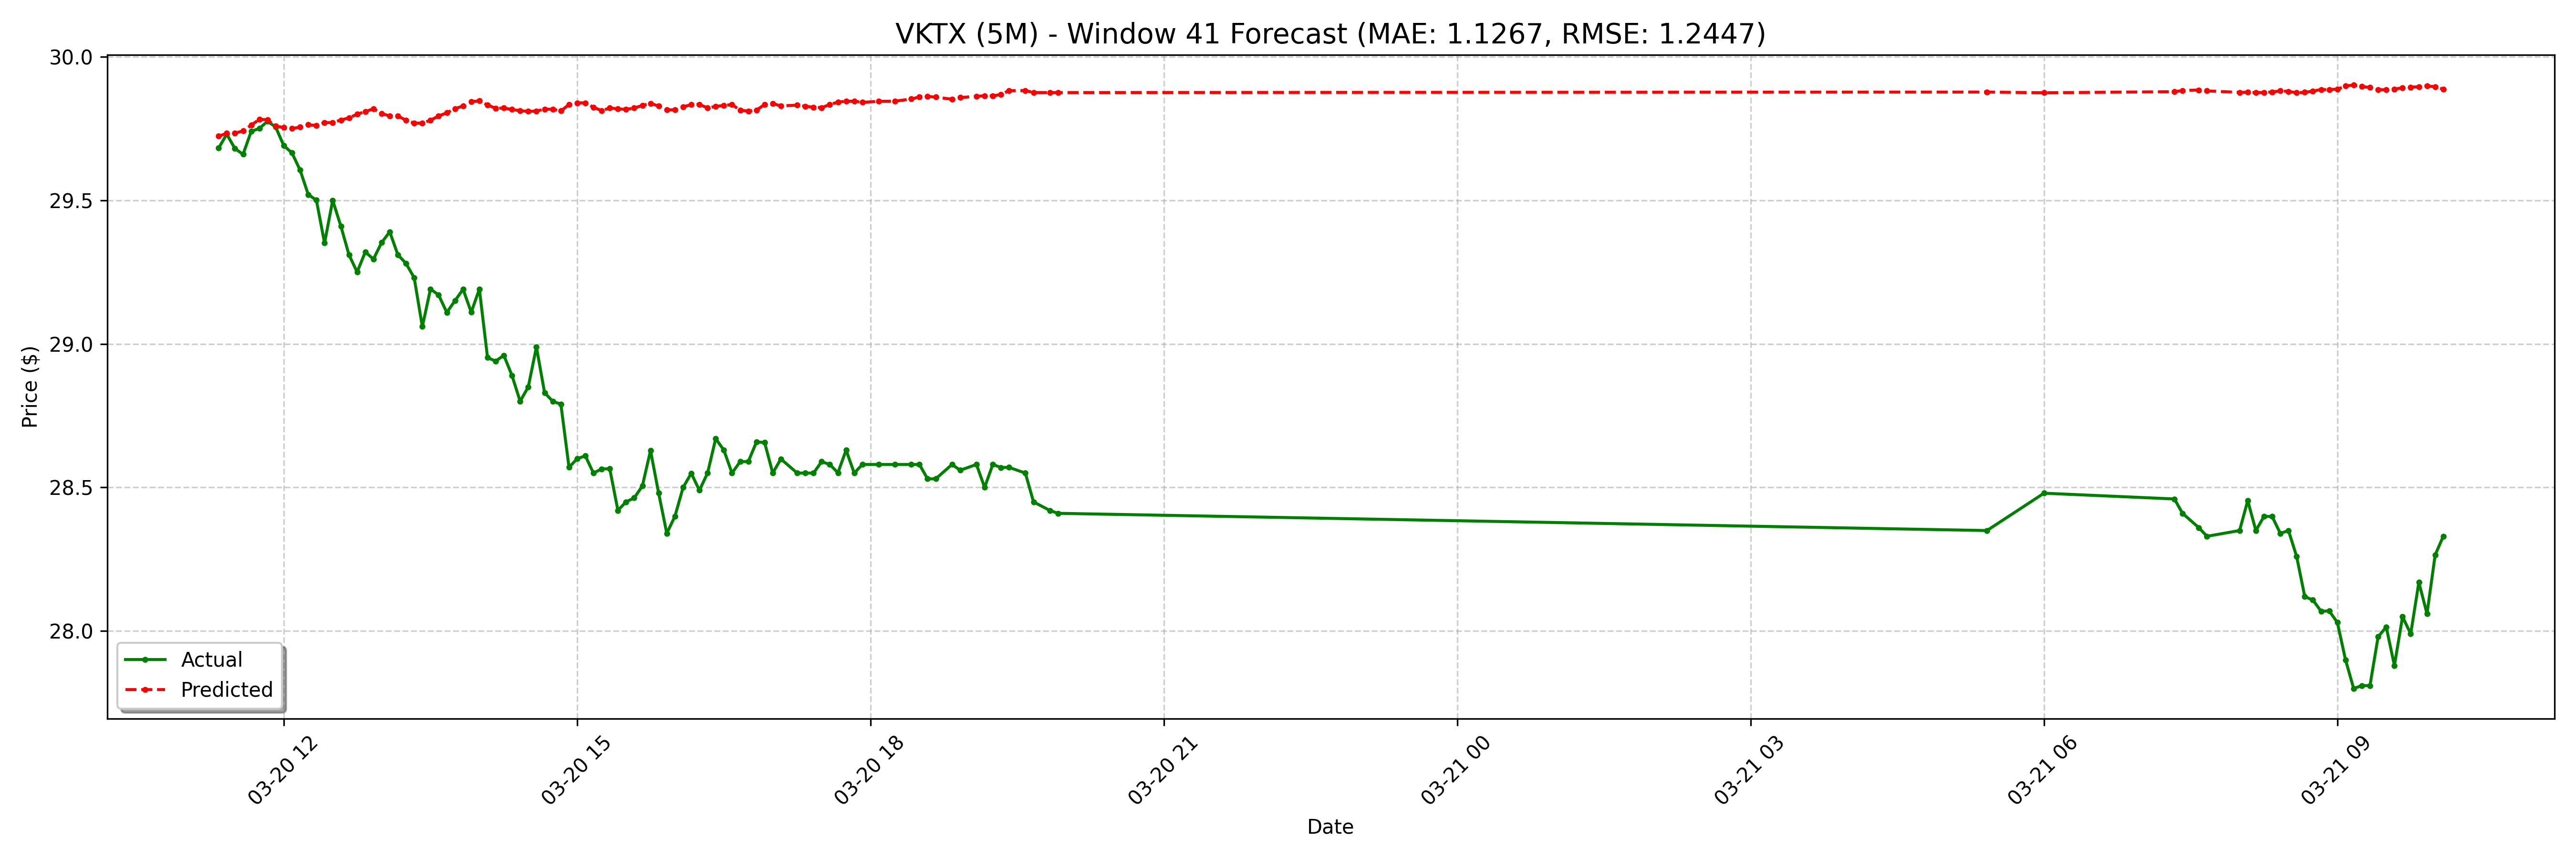 VKTX (5M) - Window 41 Forecast (MAE: 1.1267, RMSE: 1.2447)
Price ($)
30.0
29.5
29.0
28.5
28.0
Actual
Predicted
03-20 12
03-20 15
03-20 18
03-20 21
03-21 00
03-21 03
03-21 06
03-21 09
Date